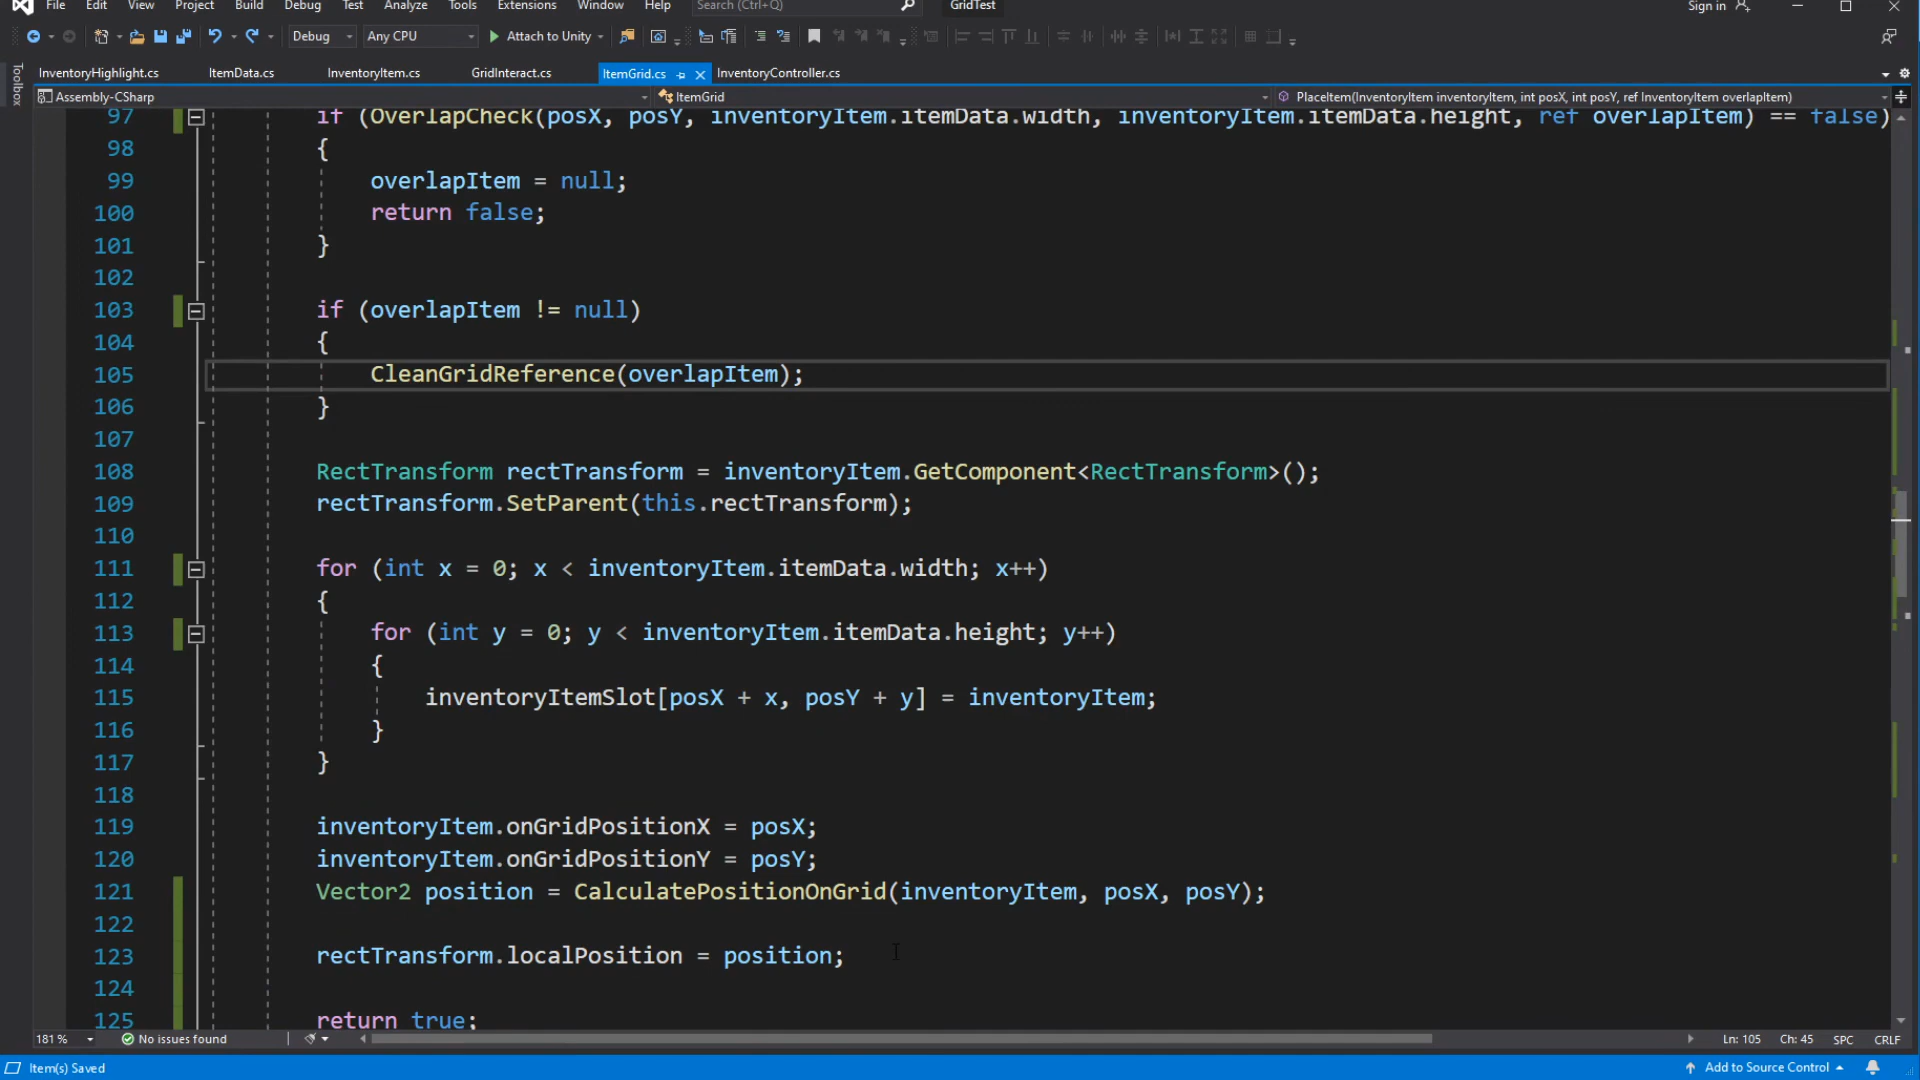 File Edit View Project Build Debug Test Analyze Tools Extensions Window Help Search (Ctrl+Q) GridTest Sign in
Debug Any CPU Attach to Unity
Toolbox
InventoryHighlight.cs ItemData.cs InventoryItem.cs GridInteract.cs ItemGrid.cs InventoryController.cs
Assembly-CSharp ItemGrid PlaceItem(InventoryItem inventoryItem, int posX, int posY, ref InventoryItem overlapItem)
97 if (OverlapCheck(posX, posY, inventoryItem.itemData.width, inventoryItem.itemData.height, ref overlapItem) == false)
98 {
99 overlapItem = null;
100 return false;
101 }
102
103 if (overlapItem != null)
104 {
105 CleanGridReference(overlapItem);
106 }
107
108 RectTransform rectTransform = inventoryItem.GetComponent<RectTransform>();
109 rectTransform.SetParent(this.rectTransform);
110
111 for (int x = 0; x < inventoryItem.itemData.width; x++)
112 {
113 for (int y = 0; y < inventoryItem.itemData.height; y++)
114 {
115 inventoryItemSlot[posX + x, posY + y] = inventoryItem;
116 }
117 }
118
119 inventoryItem.onGridPositionX = posX;
120 inventoryItem.onGridPositionY = posY;
121 Vector2 position = CalculatePositionOnGrid(inventoryItem, posX, posY);
122
123 rectTransform.localPosition = position;
124
125 return true;
181 % No issues found Ln: 105 Ch: 45 SPC CRLF
Item(s) Saved Add to Source Control